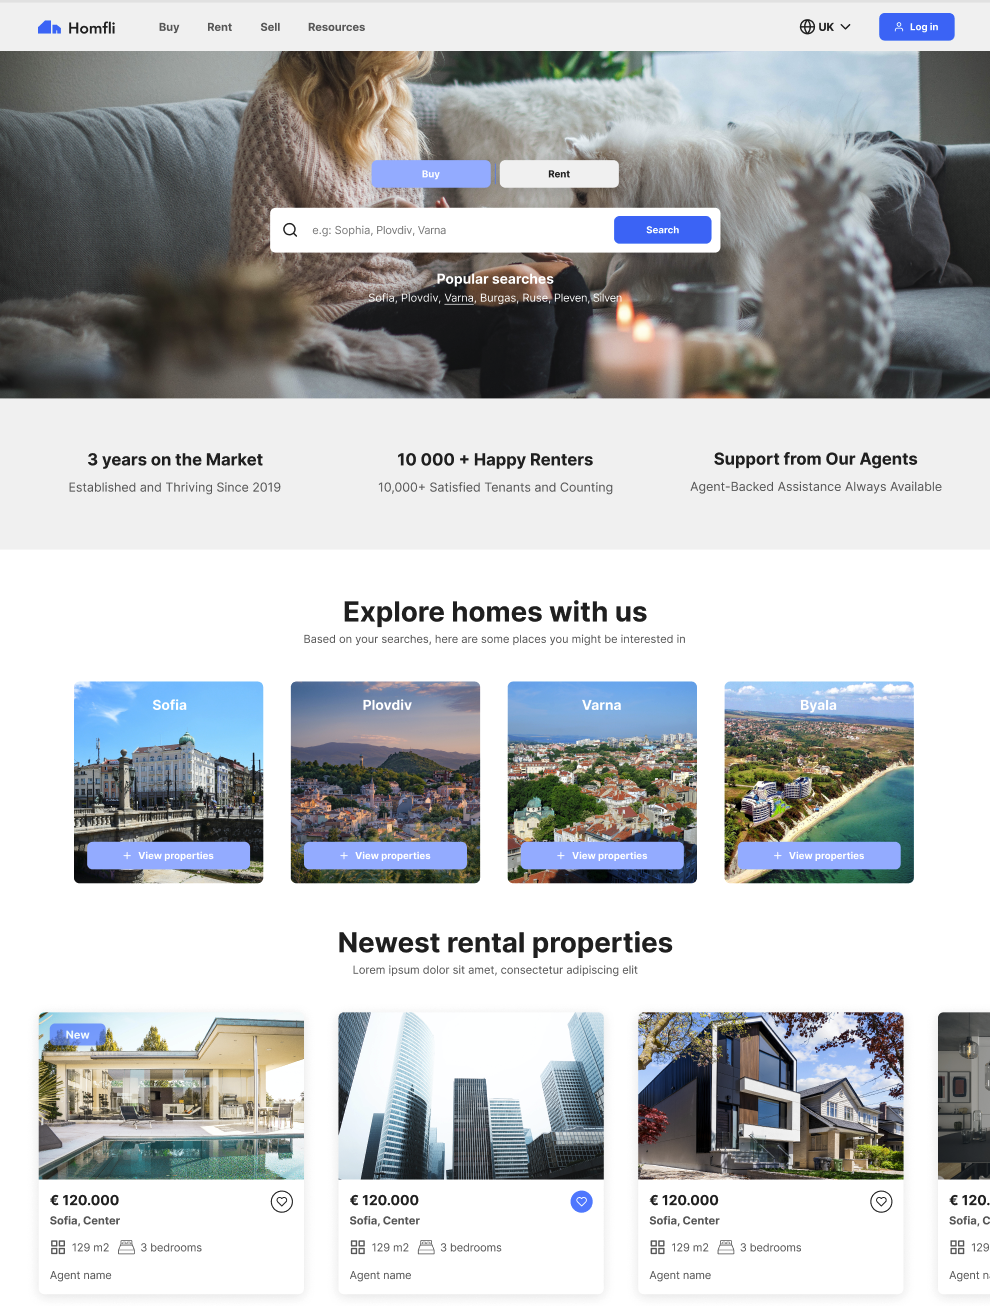 Homfli
Buy Rent Sell Resources
UK
Log in
Buy
Rent
e.g: Sophia, Plovdiv, Varna
Search
Popular searches
Sofia, Plovdiv, Varna, Burgas, Ruse, Pleven, Silven
3 years on the Market
Established and Thriving Since 2019
10 000 + Happy Renters
10,000+ Satisfied Tenants and Counting
Support from Our Agents
Agent-Backed Assistance Always Available
Explore homes with us
Based on your searches, here are some places you might be interested in
Sofia
View properties
Plovdiv
View properties
Varna
View properties
Byala
View properties
Newest rental properties
Lorem ipsum dolor sit amet, consectetur adipiscing elit
New
€ 120.000
Sofia, Center
129 m2 3 bedrooms
Agent name
€ 120.000
Sofia, Center
129 m2 3 bedrooms
Agent name
€ 120.000
Sofia, Center
129 m2 3 bedrooms
Agent name
€ 120.
Sofia, C
129
Agent n